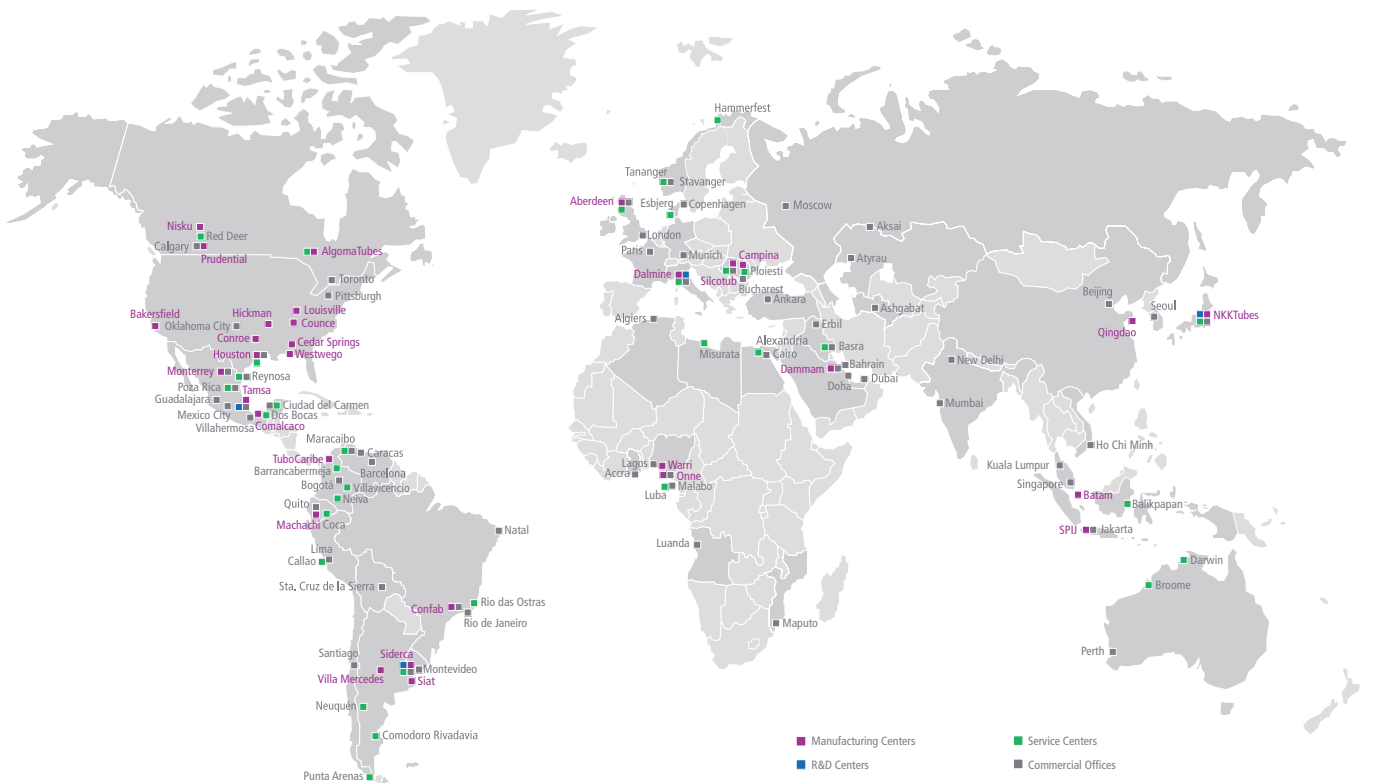 Hammerfest
Tananger
Stavanger
Aberdeen
Esbjerg
Copenhagen
Moscow
London
Paris
Munich
Campina
Dalmine
Silcotub
Ploiesti
Bucharest
Ankara
Aksai
Atyrau
Ashgabat
Beijing
Seoul
NKKTubes
Qingdao
Nisku
Red Deer
Calgary
Prudential
AlgomaTubes
Toronto
Pittsburgh
Bakersfield
Hickman
Louisville
Oklahoma City
Counce
Conroe
Cedar Springs
Houston
Westwego
Monterrey
Reynosa
Poza Rica
Tamsa
Guadalajara
Ciudad del Carmen
Mexico City
Dos Bocas
Villahermosa
Comalcaco
Maracaibo
Caracas
TuboCaribe
Barrancabermeja
Barcelona
Bogotá
Villavicencio
Neiva
Quito
Machachi
Coca
Lima
Callao
Natal
Sta. Cruz de la Sierra
Confab
Rio das Ostras
Rio de Janeiro
Santiago
Siderca
Montevideo
Villa Mercedes
Siat
Neuquén
Comodoro Rivadavia
Punta Arenas
Algiers
Misurata
Alexandria
Cairo
Erbil
Basra
Dammam
Bahrain
Doha
Dubai
New Delhi
Mumbai
Lagos
Warri
Accra
Onne
Luba
Malabo
Luanda
Maputo
Ho Chi Minh
Kuala Lumpur
Singapore
Batam
Balikpapan
SPIJ
Jakarta
Darwin
Broome
Perth
Manufacturing Centers
Service Centers
R&D Centers
Commercial Offices